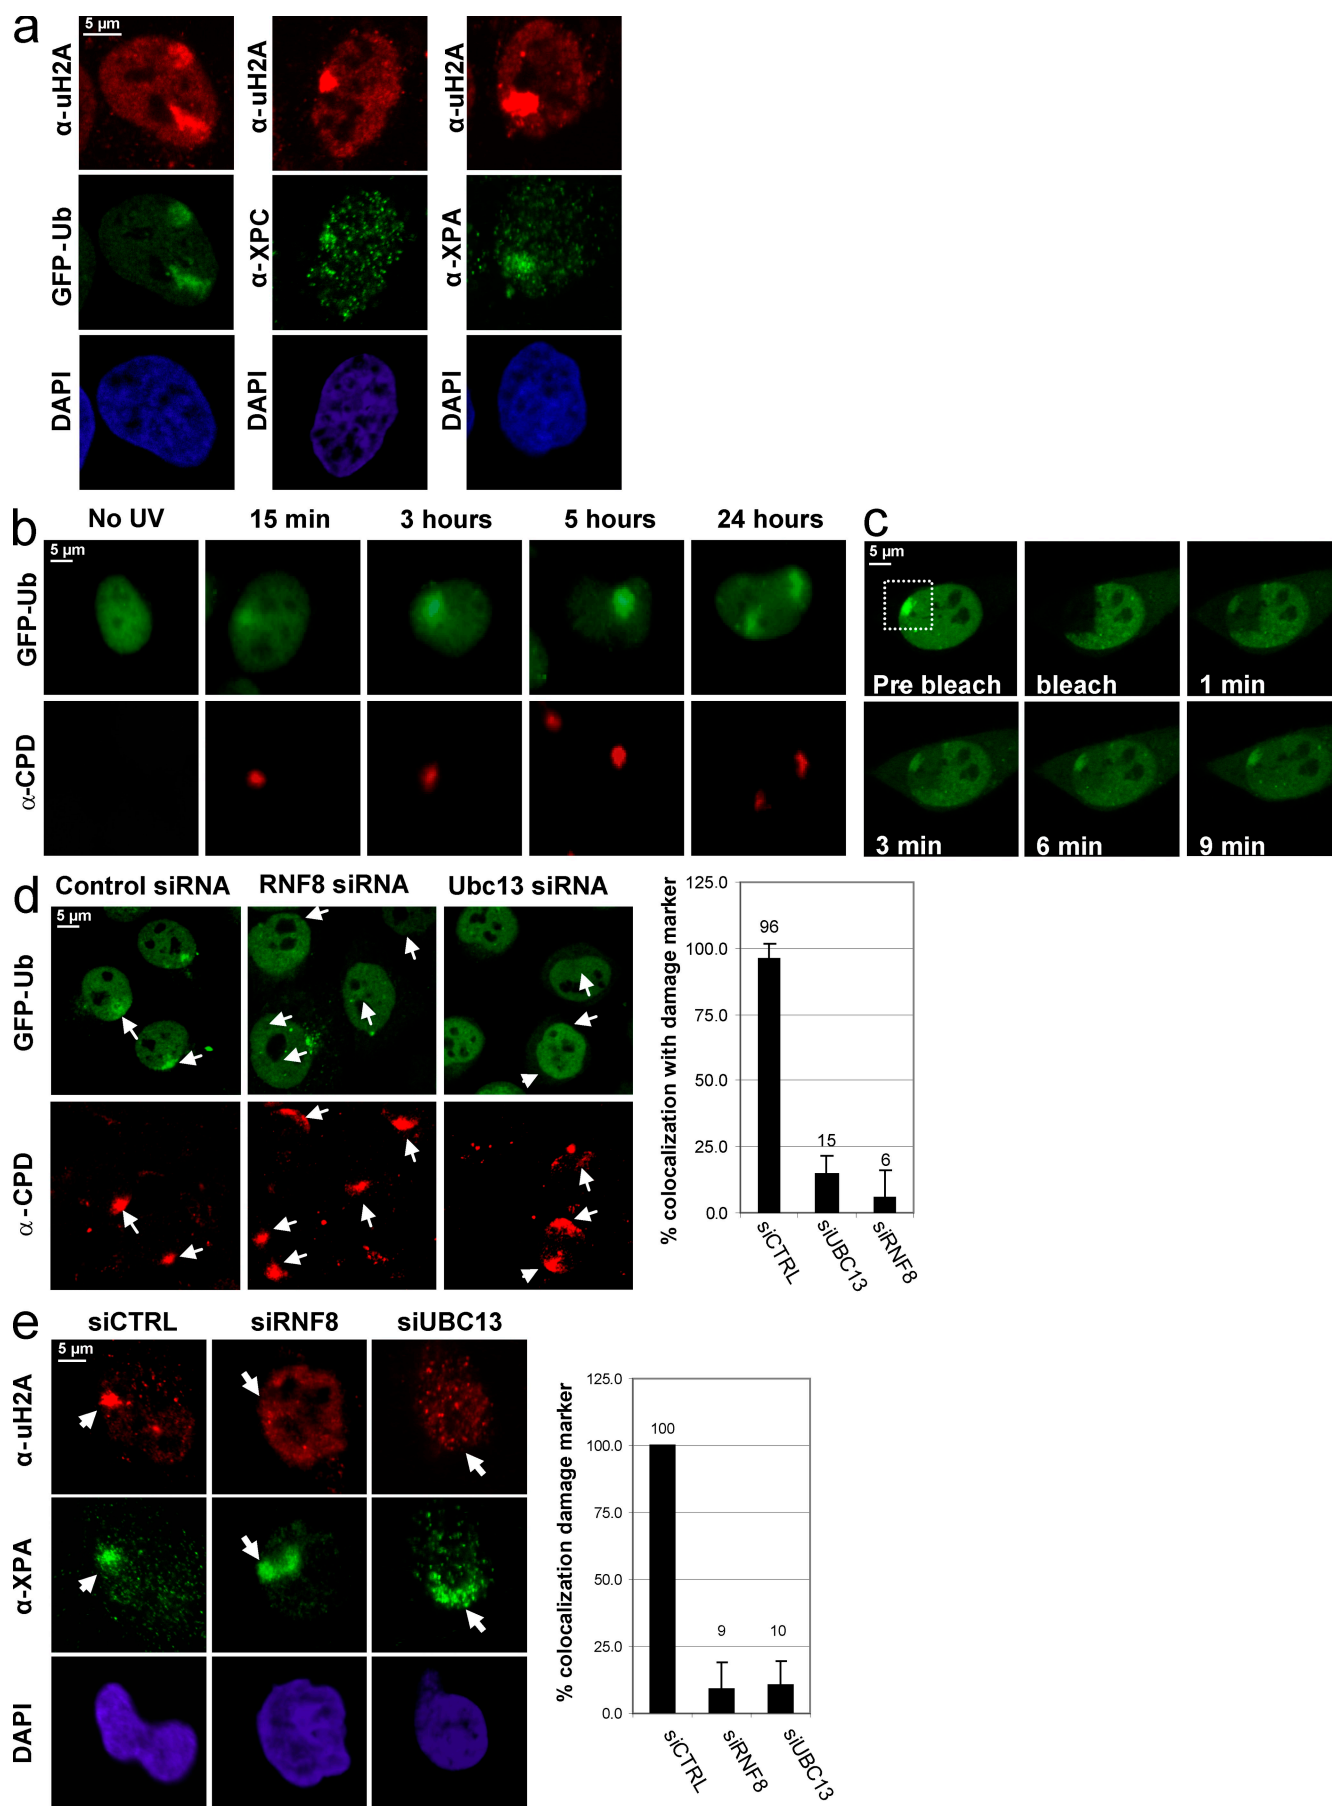 a
5 µm
α-uH2A
α-uH2A
α-uH2A
GFP-Ub
α-XPC
α-XPA
DAPI
DAPI
DAPI
b
No UV
15 min
3 hours
5 hours
24 hours
5 µm
GFP-Ub
α-CPD
c
5 µm
Pre bleach
bleach
1 min
3 min
6 min
9 min
d
Control siRNA
RNF8 siRNA
Ubc13 siRNA
5 µm
GFP-Ub
α-CPD
% colocalization with damage marker
125.0
100.0
75.0
50.0
25.0
0.0
96
15
6
siCTRL
siUBC13
siRNF8
e
siCTRL
siRNF8
siUBC13
5 µm
α-uH2A
α-XPA
DAPI
% colocalization damage marker
125.0
100.0
75.0
50.0
25.0
0.0
100
9
10
siCTRL
siRNF8
siUBC13